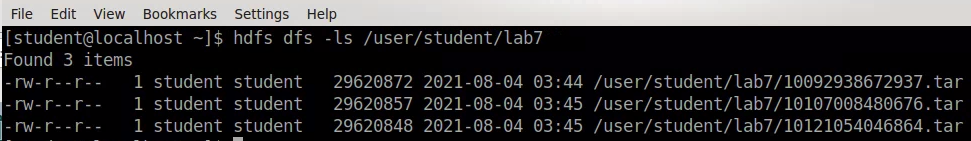 File Edit View Bookmarks Settings Help
[student@localhost ~]$ hdfs dfs -ls /user/student/lab7
Found 3 items
-rw-r--r--   1 student student   29620872 2021-08-04 03:44 /user/student/lab7/10092938672937.tar
-rw-r--r--   1 student student   29620857 2021-08-04 03:45 /user/student/lab7/10107008480676.tar
-rw-r--r--   1 student student   29620848 2021-08-04 03:45 /user/student/lab7/10121054046864.tar